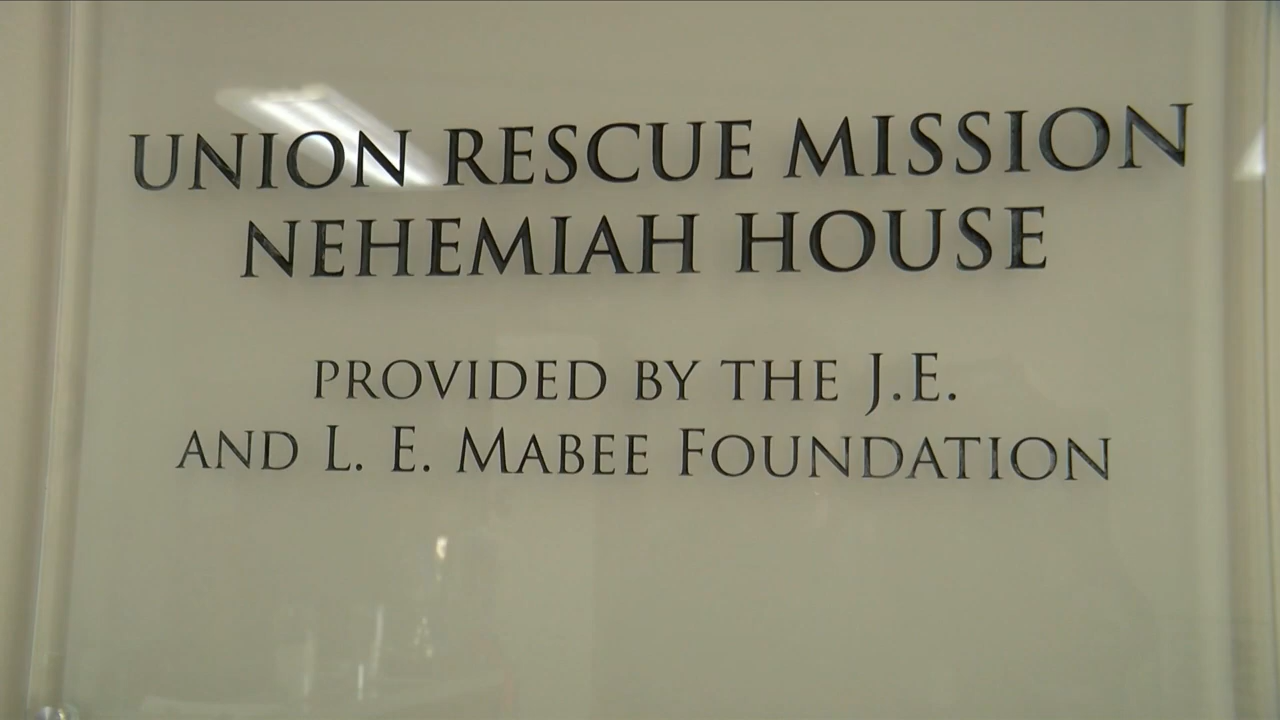 UNION RESCUE MISSION
NEHEMIAH HOUSE
PROVIDED BY THE J.E.
AND L. E. MABEE FOUNDATION